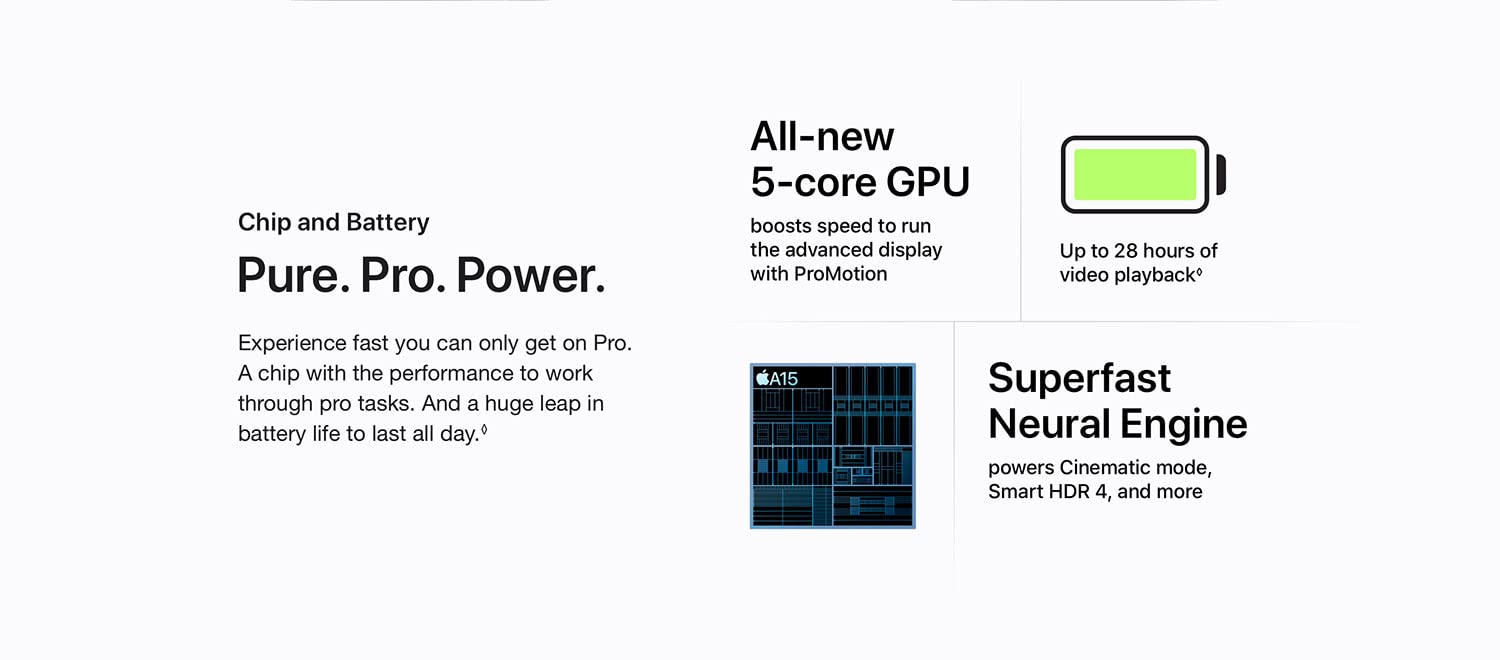 Chip and Battery
Pure. Pro. Power.
Experience fast you can only get on Pro.
A chip with the performance to work
through pro tasks. And a huge leap in
battery life to last all day.◊
All-new
5-core GPU
boosts speed to run
the advanced display
with ProMotion
Up to 28 hours of
video playback◊
A15
Superfast
Neural Engine
powers Cinematic mode,
Smart HDR 4, and more